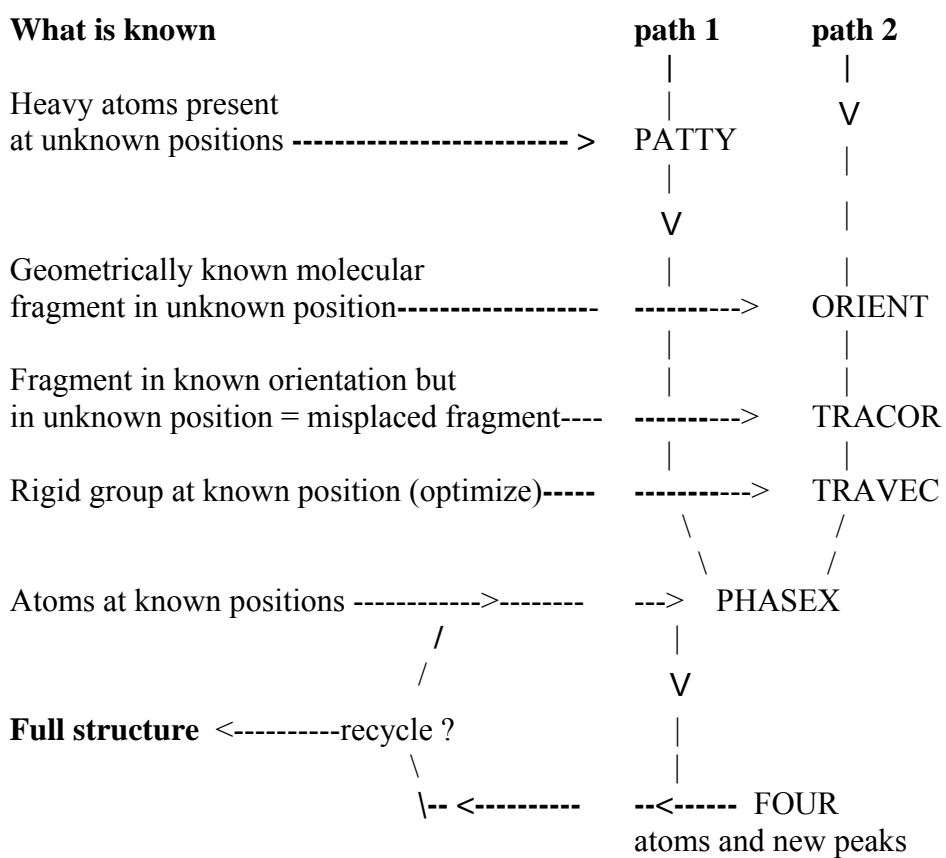 What is known path 1 path 2
| |
Heavy atoms present | V
at unknown positions -------------------------- > PATTY |
| |
V |
Geometrically known molecular | |
fragment in unknown position------------------- ----------> ORIENT
| |
Fragment in known orientation but | |
in unknown position = misplaced fragment---- ----------> TRACOR
| |
Rigid group at known position (optimize)----- -----------> TRAVEC
\ /
\ /
Atoms at known positions ------------>-------- ---> PHASEX
/ |
/ V
Full structure <----------recycle ? |
\ |
\-- <---------- --<------ FOUR
atoms and new peaks